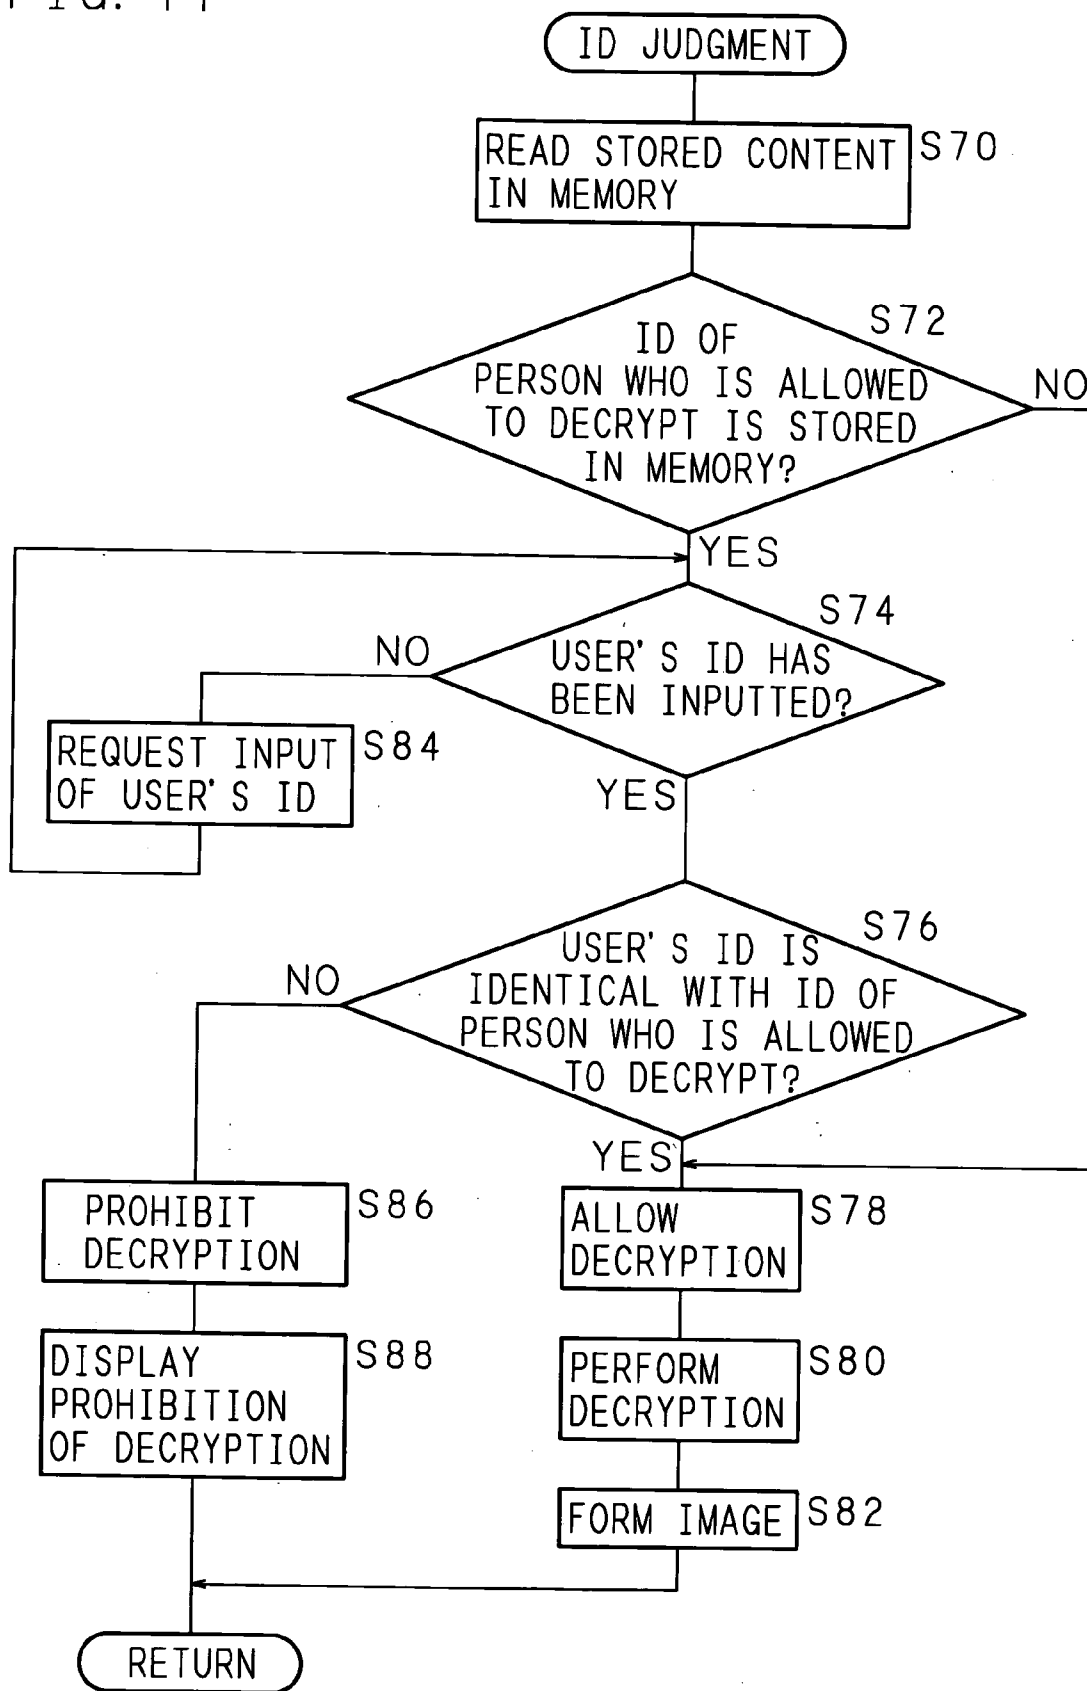 ID JUDGMENT
READ STORED CONTENT
IN MEMORY
S70
S72
ID OF
PERSON WHO IS ALLOWED
TO DECRYPT IS STORED
IN MEMORY?
NO
YES
S74
USER'S ID HAS
BEEN INPUTTED?
NO
REQUEST INPUT
OF USER'S ID
S84
YES
S76
USER'S ID IS
IDENTICAL WITH ID OF
PERSON WHO IS ALLOWED
TO DECRYPT?
NO
YES
PROHIBIT
DECRYPTION
S86
ALLOW
DECRYPTION
S78
DISPLAY
PROHIBITION
OF DECRYPTION
S88
PERFORM
DECRYPTION
S80
FORM IMAGE
S82
RETURN